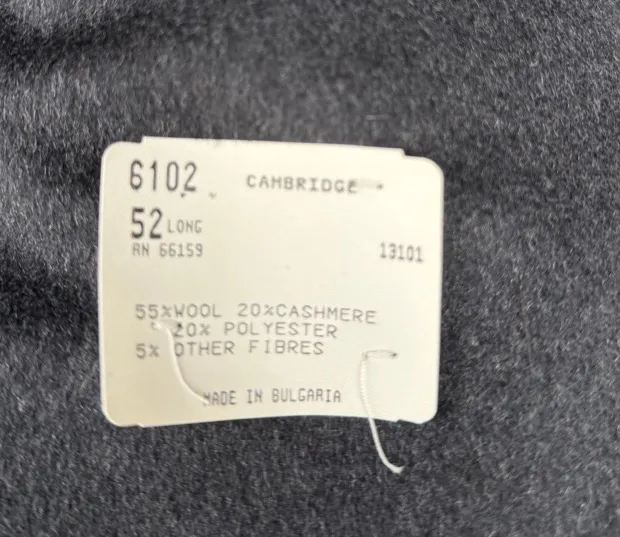 6102 CAMBRIDGE
52 LONG
RN 66159 13101
55%WOOL 20%CASHMERE
20% POLYESTER
5% OTHER FIBRES
MADE IN BULGARIA